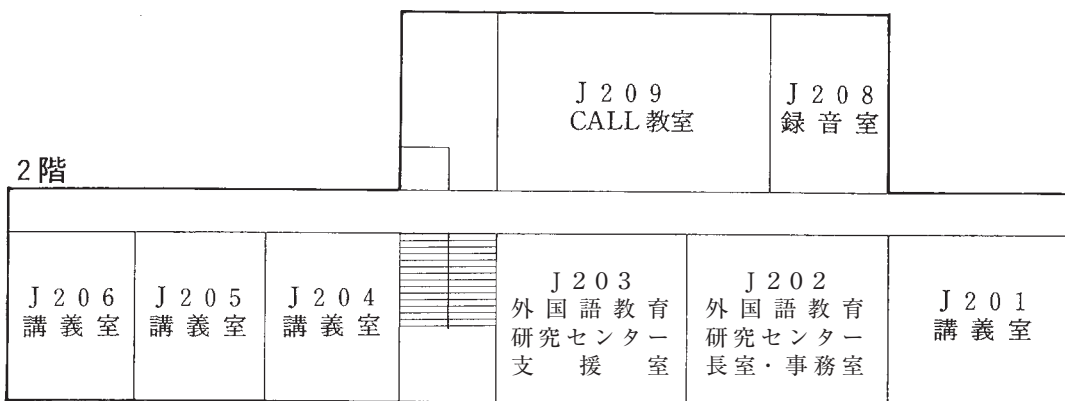 J209
CALL教室
J208
録音室
2階
J206
講義室
J205
講義室
J204
講義室
J203
外国語教育
研究センター
支援室
J202
外国語教育
研究センター
長室・事務室
J201
講義室